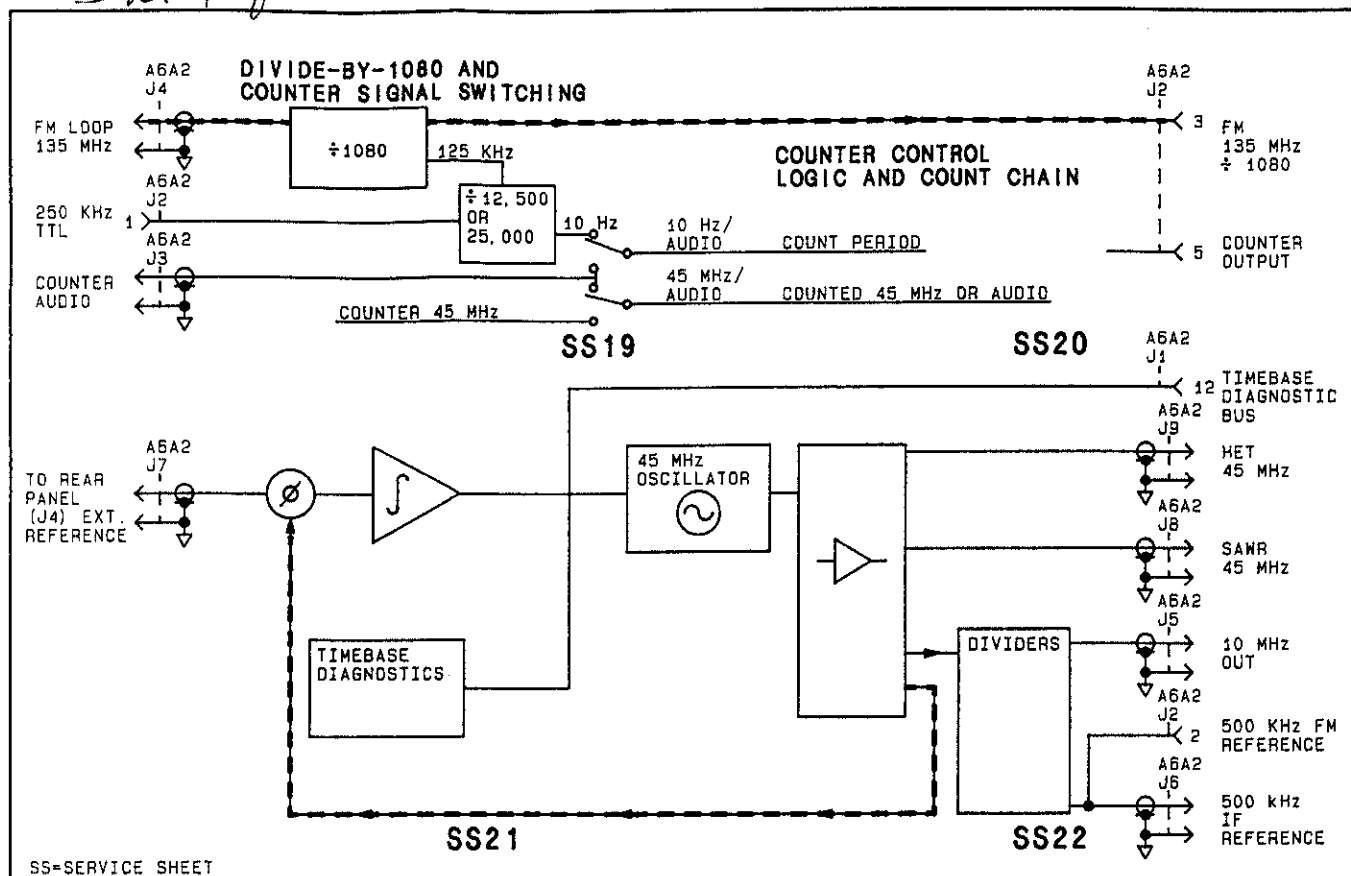 A6A2
J4
DIVIDE-BY-1080 AND
COUNTER SIGNAL SWITCHING
A6A2
J2
FM LOOP
135 MHz
÷1080
125 KHz
3
FM
135 MHz
÷ 1080
COUNTER CONTROL
LOGIC AND COUNT CHAIN
A6A2
J2
250 KHz
TTL
1
÷12,500
OR
25,000
10 Hz
10 Hz/
AUDIO
COUNT PERIOD
5
COUNTER
OUTPUT
A6A2
J3
COUNTER
AUDIO
45 MHz/
AUDIO
COUNTED 45 MHz OR AUDIO
COUNTER 45 MHz
SS19
SS20
A6A2
J1
12
TIMEBASE
DIAGNOSTIC
BUS
A6A2
J9
HET
45 MHz
A6A2
J7
TO REAR
PANEL
(J4) EXT.
REFERENCE
ø
∫
45 MHz
OSCILLATOR
A6A2
J8
SAWR
45 MHz
A6A2
J5
10 MHz
OUT
TIMEBASE
DIAGNOSTICS
DIVIDERS
A6A2
J2
2
500 KHz FM
REFERENCE
A6A2
J6
500 kHz
IF
REFERENCE
SS21
SS22
SS=SERVICE SHEET